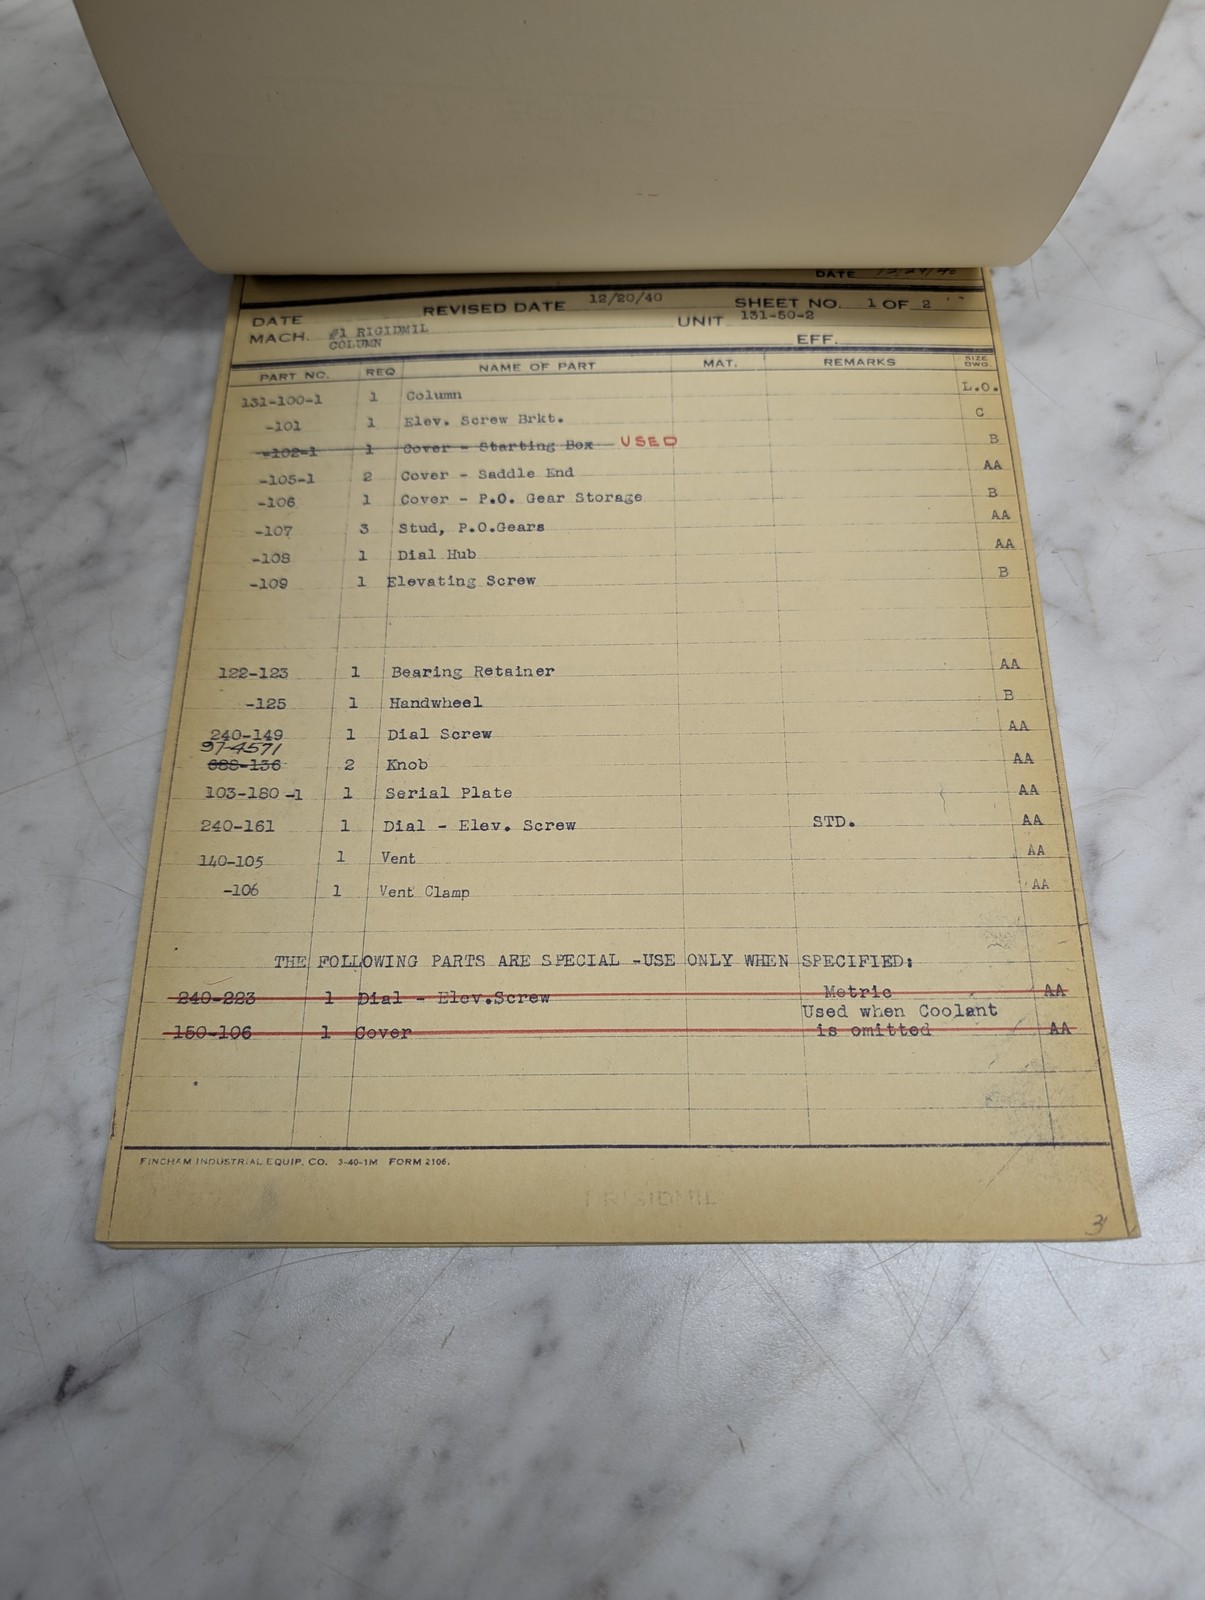 DATE 12/24/40
REVISED DATE 12/20/40 SHEET NO. 1 OF 2
DATE
MACH. #1 RIGIDMIL UNIT 131-50-2
COLUMN EFF.
PART NO. REQ NAME OF PART MAT. REMARKS SIZE DWG.
131-100-1 1 Column L.O.
-101 1 Elev. Screw Brkt. C
-102-1 1 Cover - Starting Box USED B
-105-1 2 Cover - Saddle End AA
-106 1 Cover - P.O. Gear Storage B
-107 3 Stud, P.O.Gears AA
-108 1 Dial Hub AA
-109 1 Elevating Screw B
122-123 1 Bearing Retainer AA
-125 1 Handwheel B
240-149 1 Dial Screw AA
97-4571
688-136 2 Knob AA
103-180-1 1 Serial Plate AA
240-161 1 Dial - Elev. Screw STD. AA
140-105 1 Vent AA
-106 1 Vent Clamp AA
THE FOLLOWING PARTS ARE SPECIAL -USE ONLY WHEN SPECIFIED:
240-223 1 Dial - Elev.Screw Metric AA
Used when Coolant
150-106 1 Cover is omitted AA
FINCHAM INDUSTRIAL EQUIP. CO. 3-40-1M FORM 2106.
RIGIDMIL
3